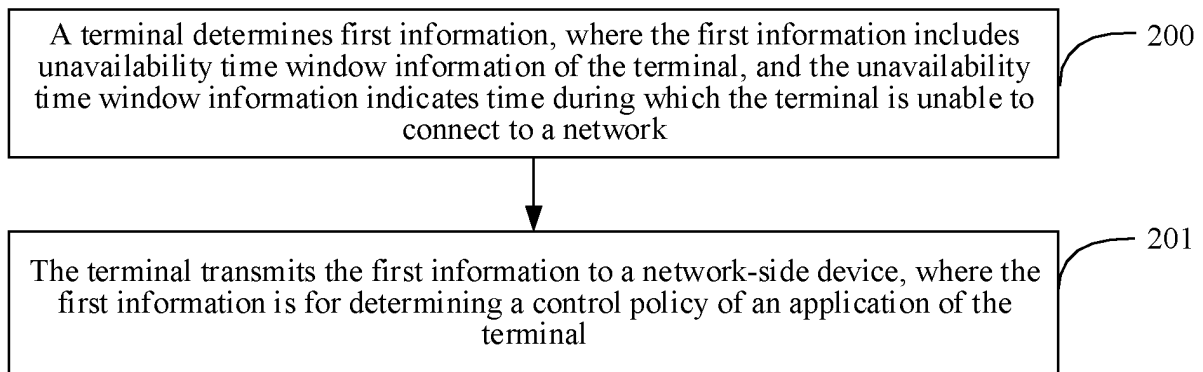 A terminal determines first information, where the first information includes
unavailability time window information of the terminal, and the unavailability
time window information indicates time during which the terminal is unable to
connect to a network
200
The terminal transmits the first information to a network-side device, where the
first information is for determining a control policy of an application of the
terminal
201